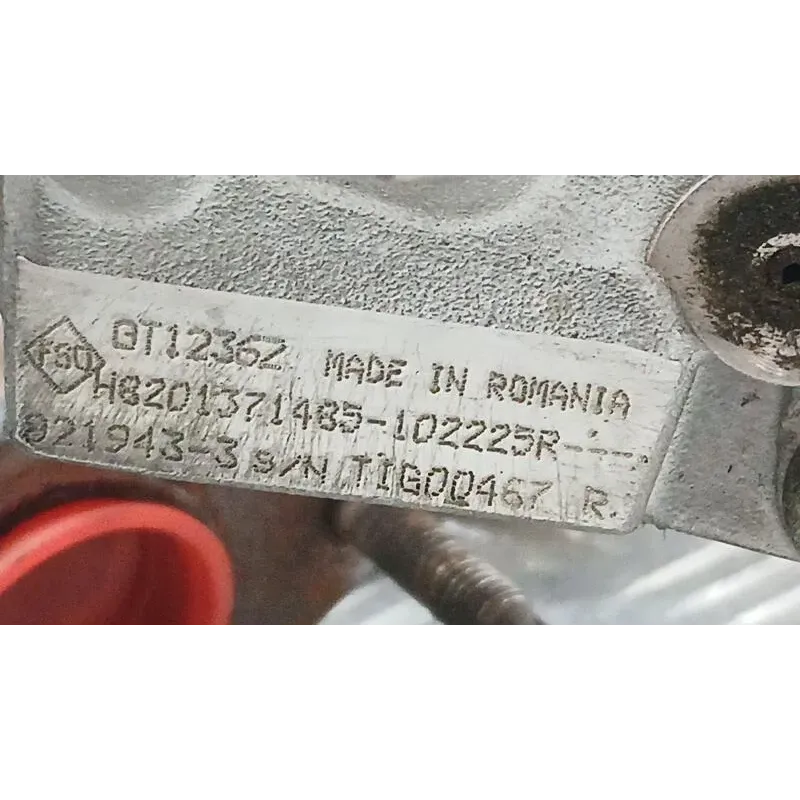 GT1236Z MADE IN ROMANIA
H8201371485-102225R---.
821943-3 S/N TIG00467 R.